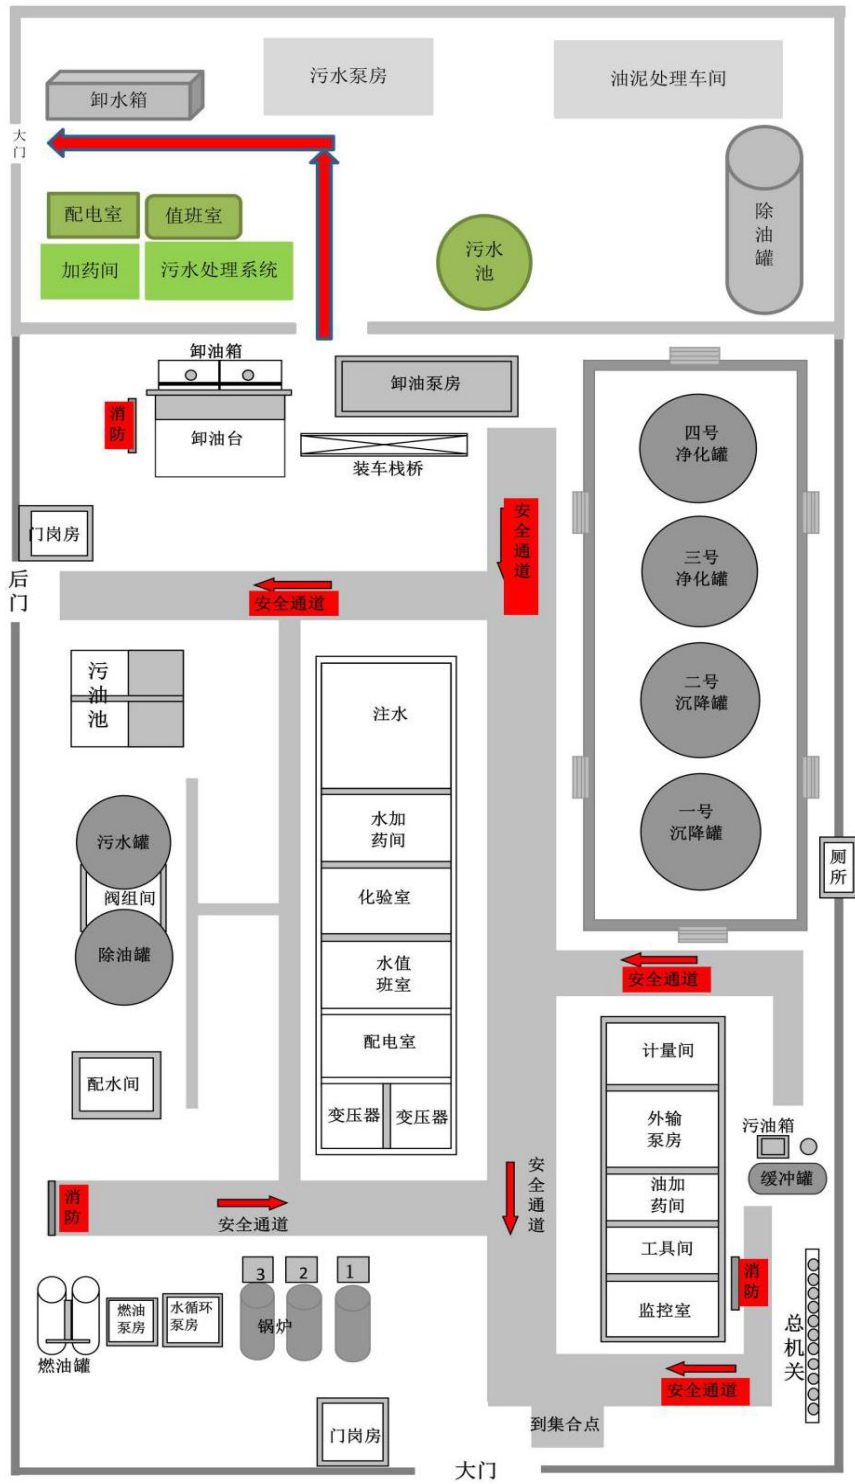 污水泵房
油泥处理车间
卸水箱
大
门
配电室
值班室
加药间
污水处理系统
污水
池
除
油
罐
卸油箱
卸油泵房
消
防
卸油台
装车栈桥
四号
净化罐
门岗房
后
门
安
全
通
道
安全通道
三号
净化罐
污
油
池
注水
二号
沉降罐
水加
药间
一号
沉降罐
污水罐
阀组间
除油罐
化验室
厕
所
水值
班室
安全通道
配电室
计量间
配水间
变压器
变压器
外输
泵房
污油箱
缓冲罐
消
防
安全通道
安
全
通
道
油加
药间
工具间
监控室
消
防
总
机
关
3
2
1
锅炉
燃油
泵房
水循环
泵房
燃油罐
安全通道
到集合点
门岗房
大门